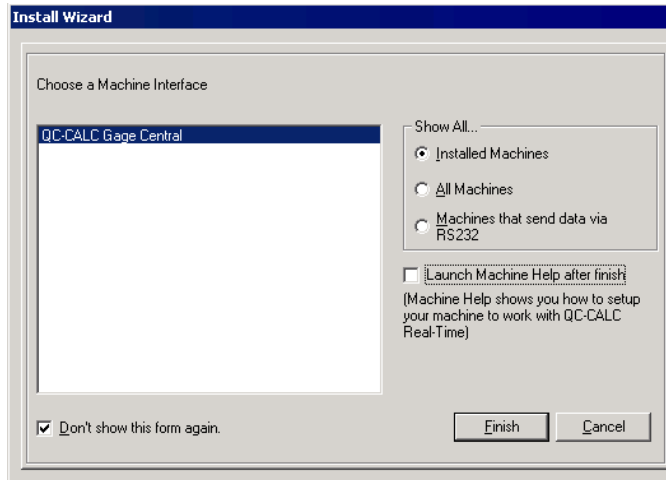 Install Wizard
Choose a Machine Interface
QC-CALC Gage Central
Show All...
Installed Machines
All Machines
Machines that send data via
RS232
Launch Machine Help after finish
(Machine Help shows you how to setup
your machine to work with QC-CALC
Real-Time)
Don't show this form again.
Finish
Cancel